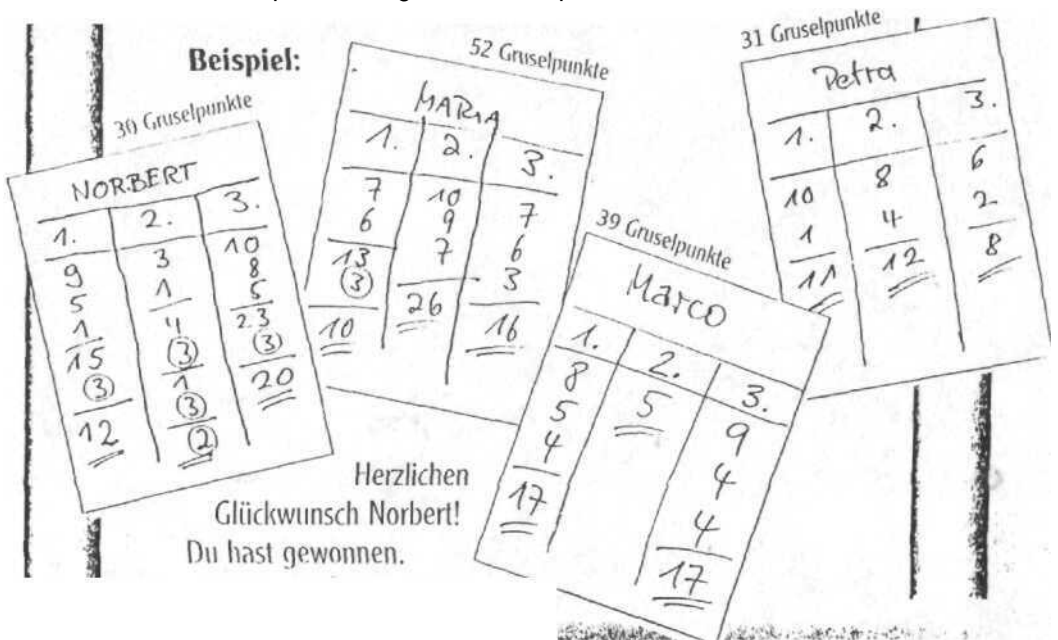 Beispiel:
30 Gruselpunkte
NORBERT
1. 2. 3.
9 3 10
5 1 8
1 4 5
15 3 23
3 1 3
12 3 20
2
52 Gruselpunkte
MARIA
1. 2. 3.
7 10 7
6 9 6
13 7 3
3 26 16
10
39 Gruselpunkte
Marco
1. 2. 3.
8 5 9
5 4
4 4
17 17
31 Gruselpunkte
Petra
1. 2. 3.
10 8 6
1 4 2
11 12 8
Herzlichen
Glückwunsch Norbert!
Du hast gewonnen.